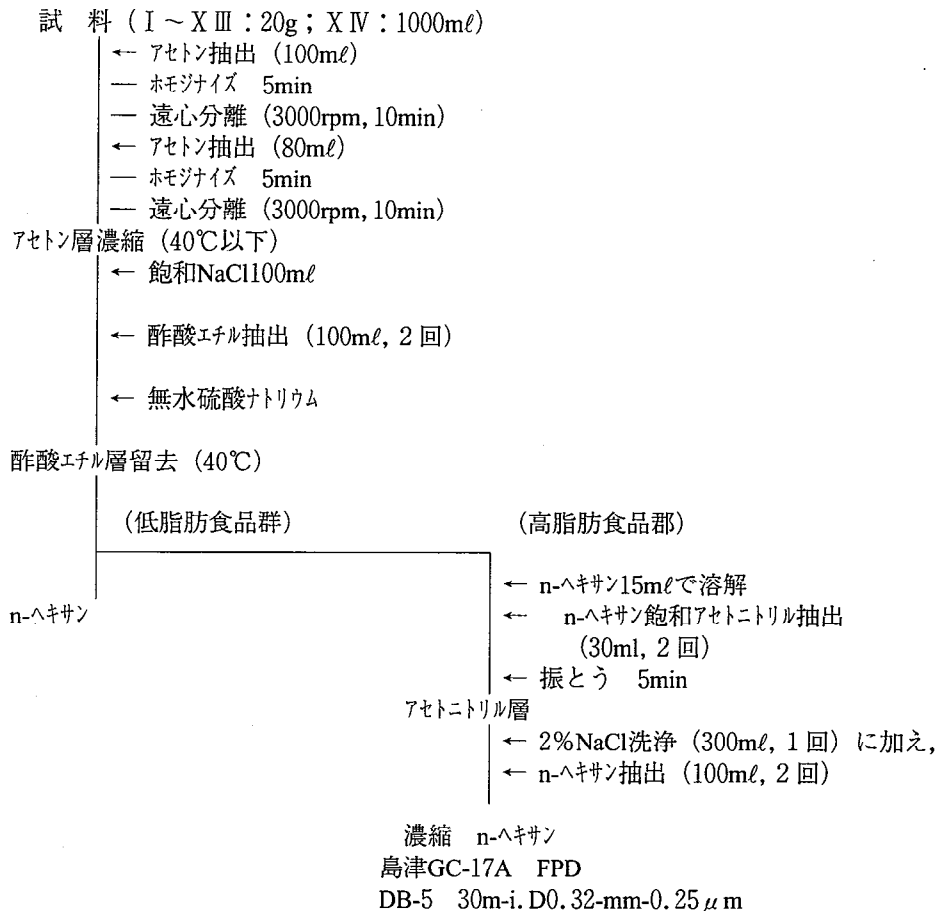 試 料 (I～XⅢ:20g; XⅣ:1000mℓ)
← アセトン抽出 (100mℓ)
― ホモジナイズ 5min
― 遠心分離 (3000rpm, 10min)
← アセトン抽出 (80mℓ)
― ホモジナイズ 5min
― 遠心分離 (3000rpm, 10min)
アセトン層濃縮 (40℃以下)
← 飽和NaCl100mℓ
← 酢酸エチル抽出 (100mℓ, 2回)
← 無水硫酸ナトリウム
酢酸エチル層留去 (40℃)
(低脂肪食品群) (高脂肪食品郡)
← n-ヘキサン15mℓで溶解
n-ヘキサン
← n-ヘキサン飽和アセトニトリル抽出
(30ml, 2回)
← 振とう 5min
アセトニトリル層
← 2%NaCl洗浄 (300mℓ, 1回) に加え,
← n-ヘキサン抽出 (100mℓ, 2回)
濃縮 n-ヘキサン
島津GC-17A FPD
DB-5 30m-i. D0.32-mm-0.25μm